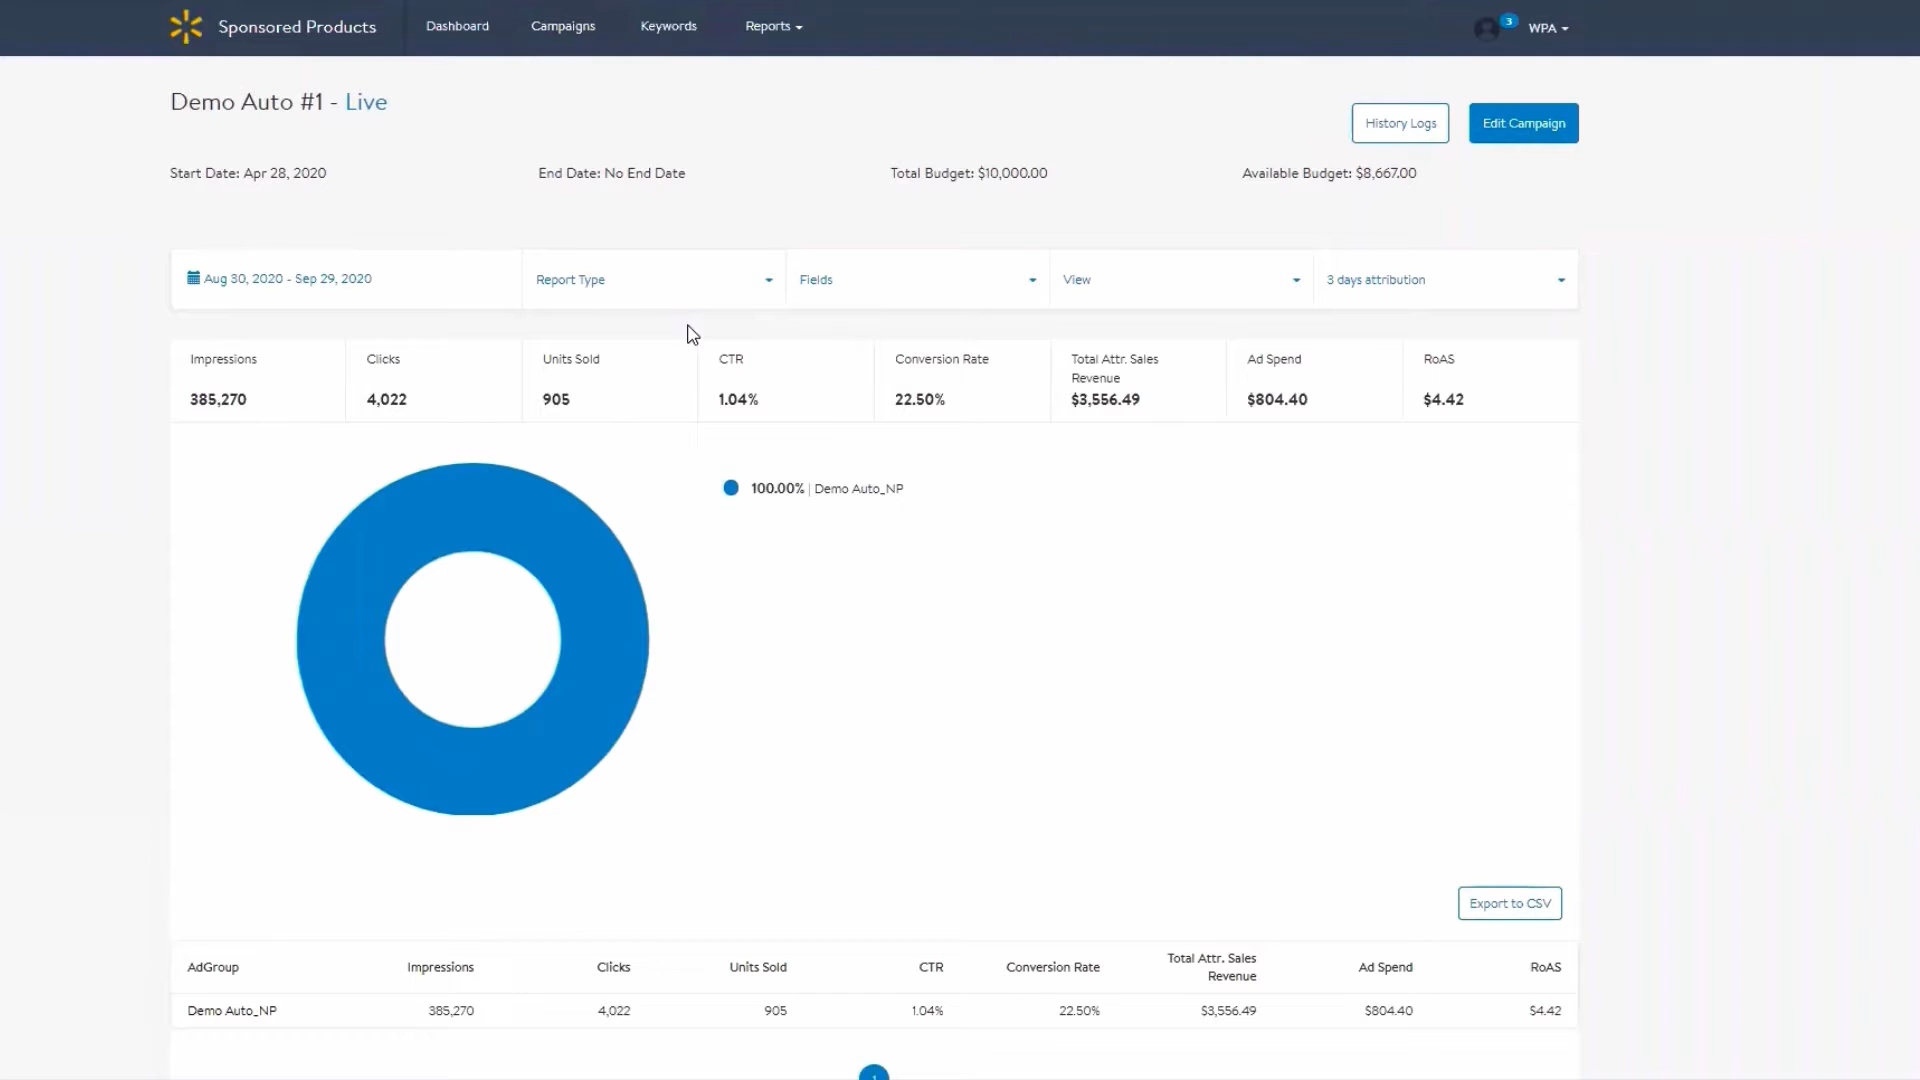 Sponsored Products
Dashboard
Campaigns
Keywords
Reports
3
WPA
Demo Auto #1 - Live
History Logs
Edit Campaign
Start Date: Apr 28, 2020
End Date: No End Date
Total Budget: $10,000.00
Available Budget: $8,667.00
Aug 30, 2020 - Sep 29, 2020
Report Type
Fields
View
3 days attribution
Impressions
385,270
Clicks
4,022
Units Sold
905
CTR
1.04%
Conversion Rate
22.50%
Total Attr. Sales
Revenue
$3,556.49
Ad Spend
$804.40
RoAS
$4.42
100.00% | Demo Auto_NP
Export to CSV
AdGroup
Impressions
Clicks
Units Sold
CTR
Conversion Rate
Total Attr. Sales
Revenue
Ad Spend
RoAS
Demo Auto_NP
385,270
4,022
905
1.04%
22.50%
$3,556.49
$804.40
$4.42
1